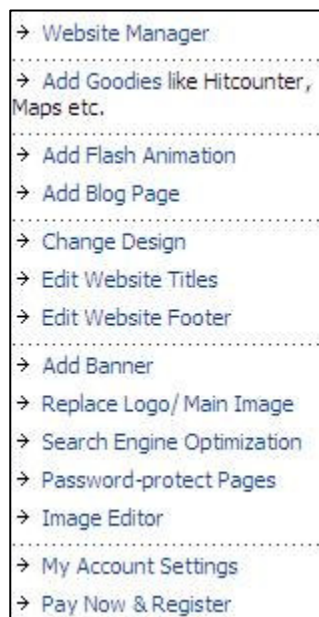 → Website Manager
→ Add Goodies like Hitcounter,
Maps etc.
→ Add Flash Animation
→ Add Blog Page
→ Change Design
→ Edit Website Titles
→ Edit Website Footer
→ Add Banner
→ Replace Logo/ Main Image
→ Search Engine Optimization
→ Password-protect Pages
→ Image Editor
→ My Account Settings
→ Pay Now & Register